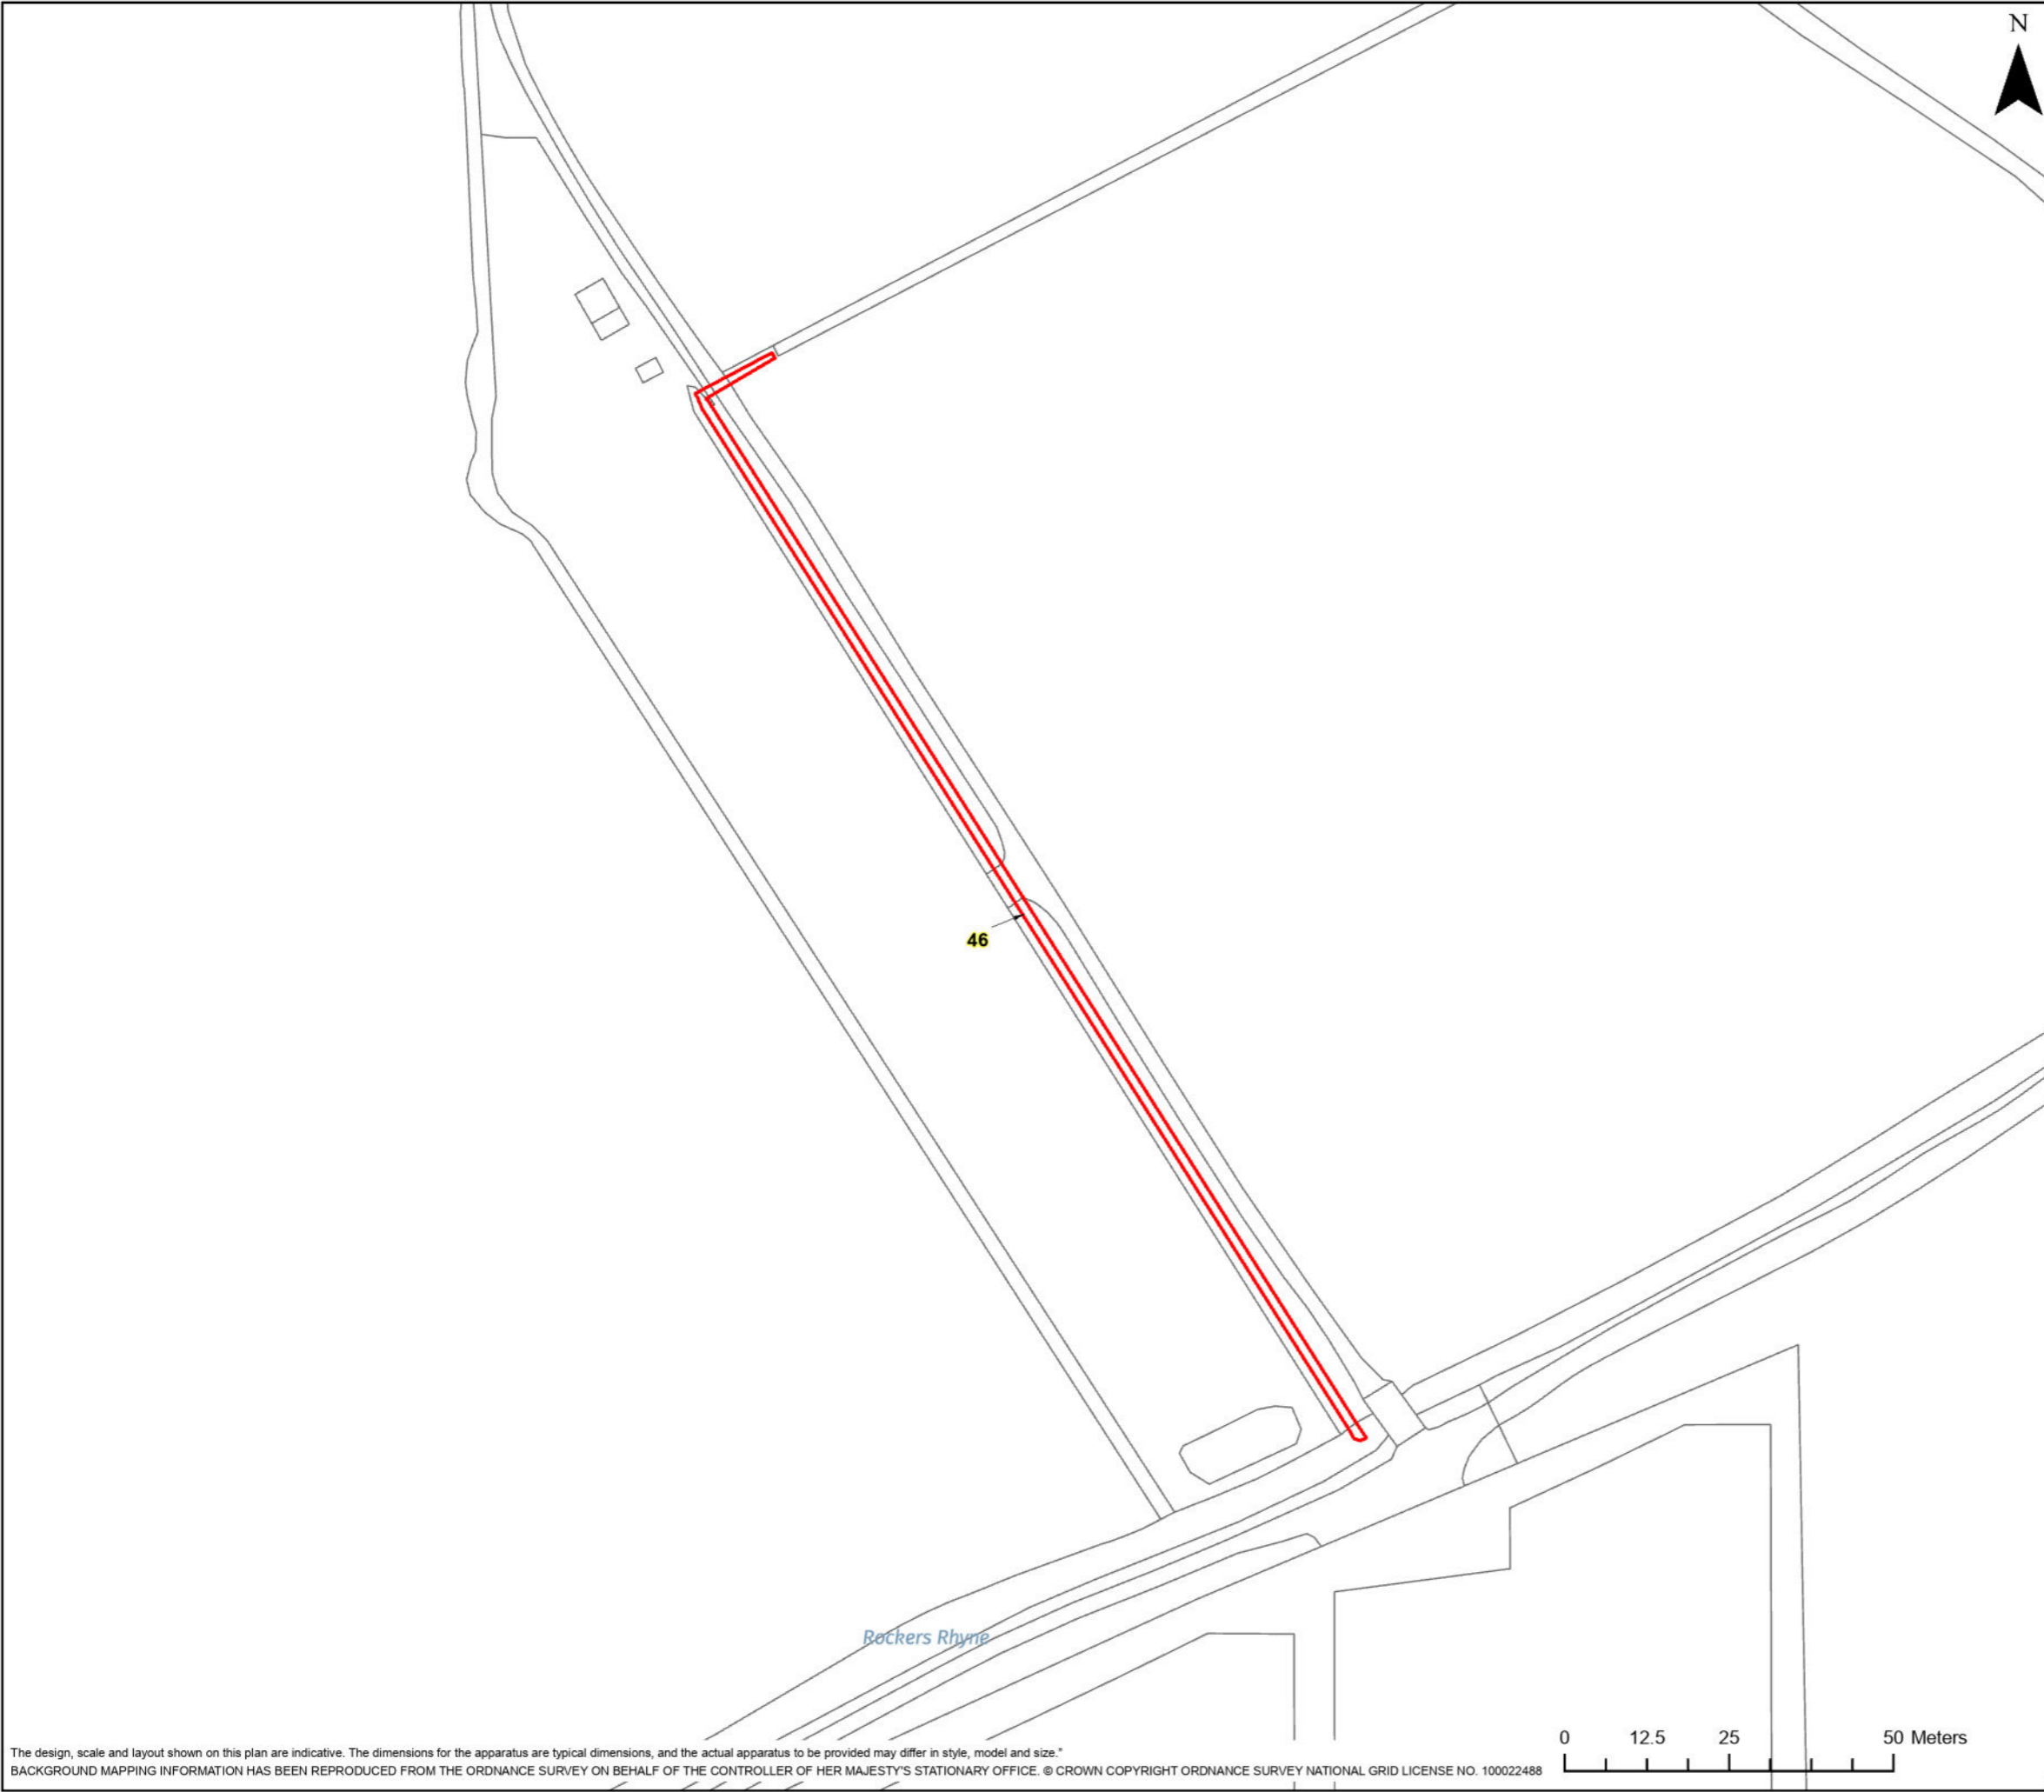 N
46
Rockers Rhyne
0 12.5 25 50 Meters
The design, scale and layout shown on this plan are indicative. The dimensions for the apparatus are typical dimensions, and the actual apparatus to be provided may differ in style, model and size."
BACKGROUND MAPPING INFORMATION HAS BEEN REPRODUCED FROM THE ORDNANCE SURVEY ON BEHALF OF THE CONTROLLER OF HER MAJESTY'S STATIONARY OFFICE. © CROWN COPYRIGHT ORDNANCE SURVEY NATIONAL GRID LICENSE NO. 100022488